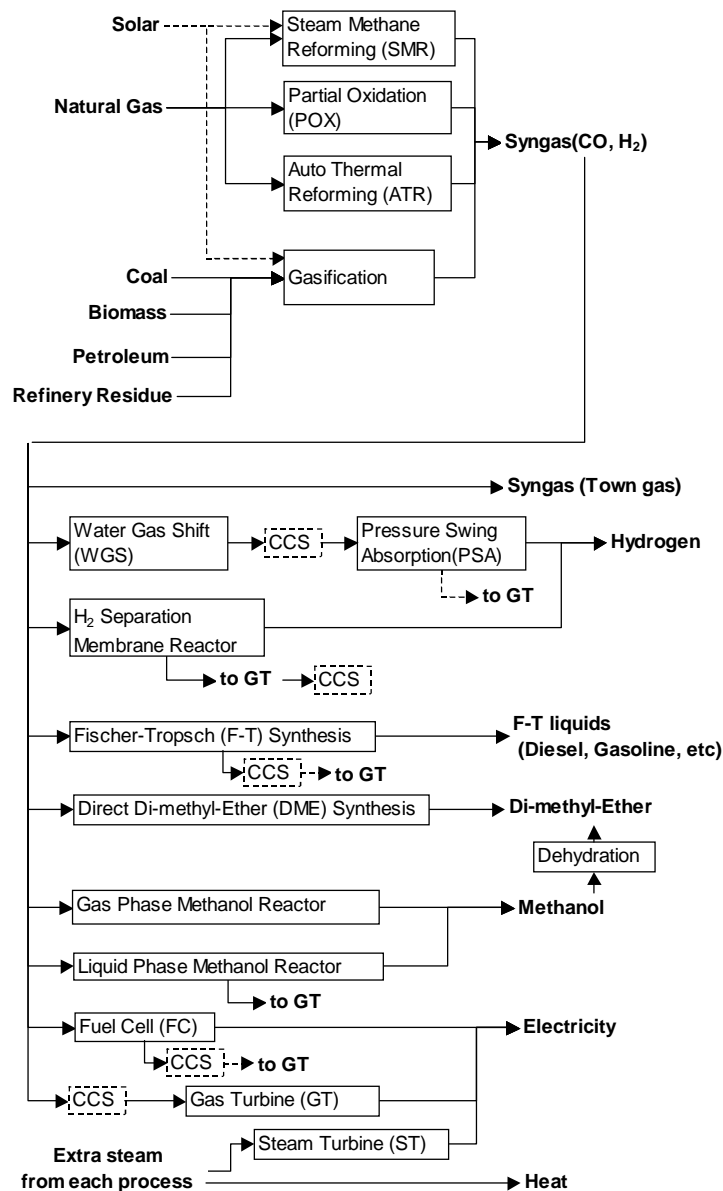 Solar
Steam Methane
Reforming (SMR)
Natural Gas
Partial Oxidation
(POX)
Syngas(CO, H₂)
Auto Thermal
Reforming (ATR)
Coal
Gasification
Biomass
Petroleum
Refinery Residue
Syngas (Town gas)
Water Gas Shift
(WGS)
CCS
Pressure Swing
Absorption(PSA)
Hydrogen
to GT
H₂ Separation
Membrane Reactor
to GT
CCS
Fischer-Tropsch (F-T) Synthesis
F-T liquids
(Diesel, Gasoline, etc)
CCS
to GT
Direct Di-methyl-Ether (DME) Synthesis
Di-methyl-Ether
Dehydration
Gas Phase Methanol Reactor
Methanol
Liquid Phase Methanol Reactor
to GT
Fuel Cell (FC)
Electricity
CCS
to GT
CCS
Gas Turbine (GT)
Steam Turbine (ST)
Extra steam
from each process
Heat